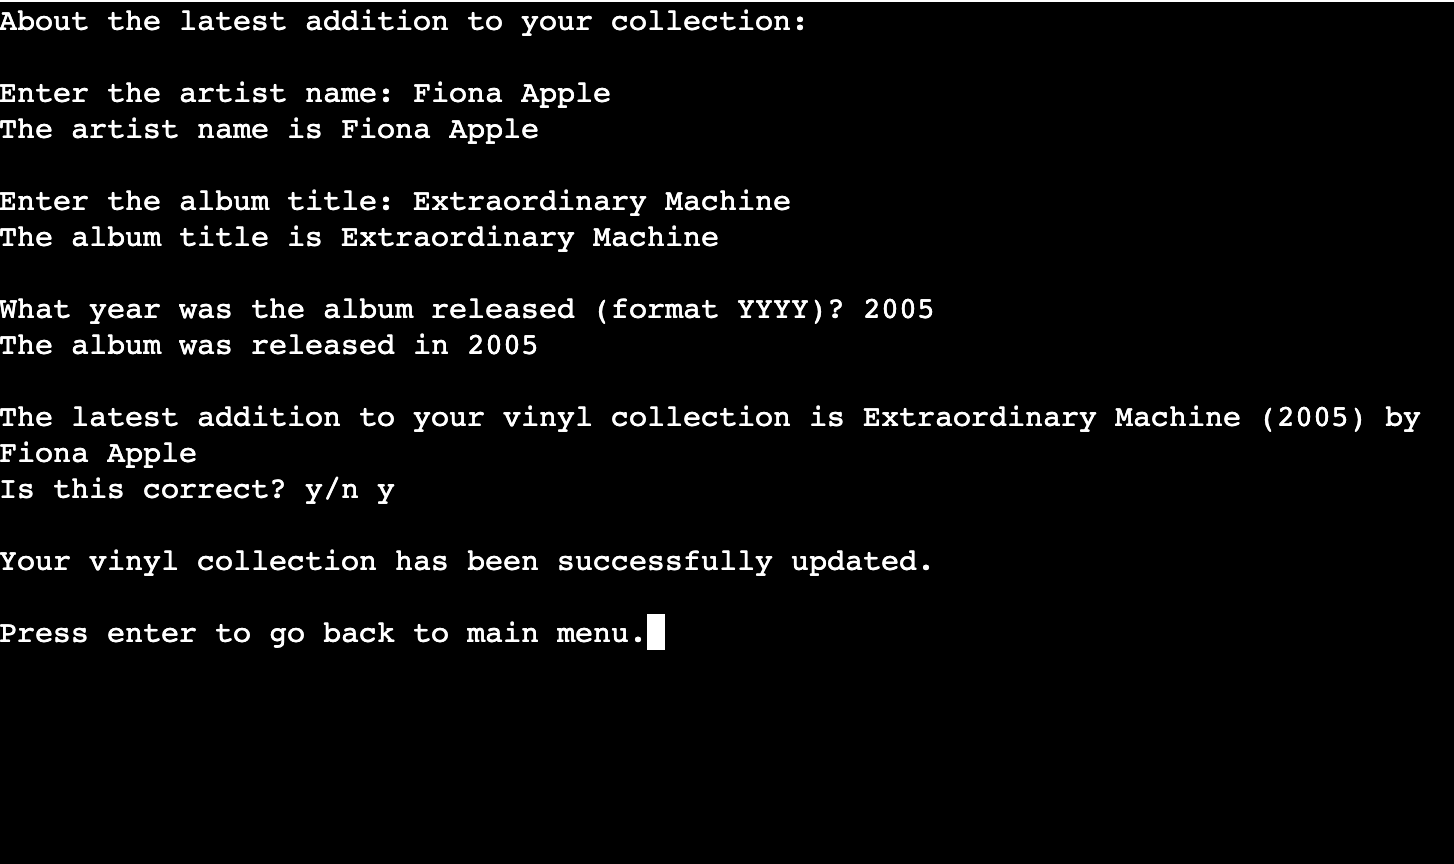 About the latest addition to your collection:
Enter the artist name: Fiona Apple
The artist name is Fiona Apple
Enter the album title: Extraordinary Machine
The album title is Extraordinary Machine
What year was the album released (format YYYY)? 2005
The album was released in 2005
The latest addition to your vinyl collection is Extraordinary Machine (2005) by
Fiona Apple
Is this correct? y/n y
Your vinyl collection has been successfully updated.
Press enter to go back to main menu.